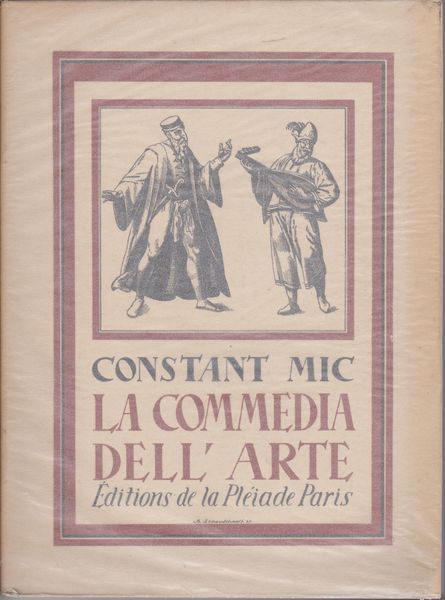 CONSTANT MIC
LA COMMEDIA
DELL' ARTE
Éditions de la Pléiade Paris